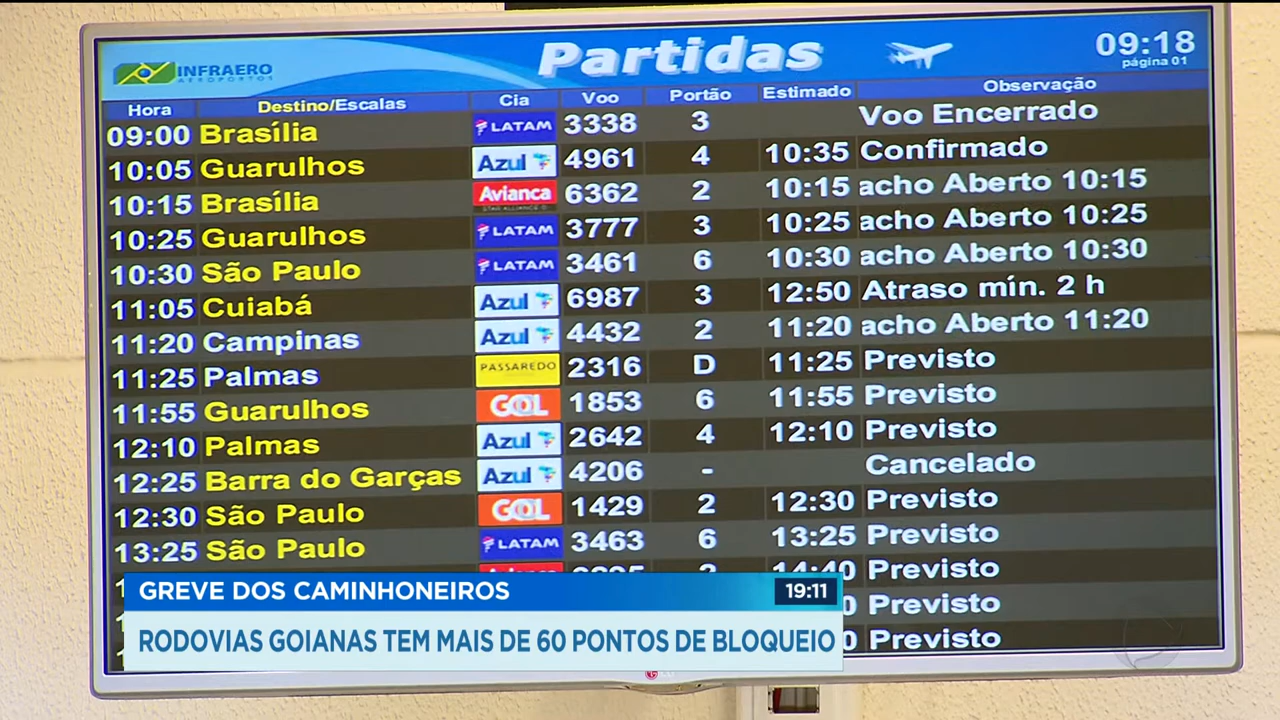 INFRAERO
AEROPORTOS
Partidas
09:18
página 01
Hora Destino/Escalas Cia Voo Portão Estimado Observação
09:00 Brasília LATAM 3338 3 Voo Encerrado
10:05 Guarulhos Azul 4961 4 10:35 Confirmado
10:15 Brasília Avianca 6362 2 10:15 acho Aberto 10:15
10:25 Guarulhos LATAM 3777 3 10:25 acho Aberto 10:25
10:30 São Paulo LATAM 3461 6 10:30 acho Aberto 10:30
11:05 Cuiabá Azul 6987 3 12:50 Atraso mín. 2 h
11:20 Campinas Azul 4432 2 11:20 acho Aberto 11:20
11:25 Palmas PASSAREDO 2316 D 11:25 Previsto
11:55 Guarulhos GOL 1853 6 11:55 Previsto
12:10 Palmas Azul 2642 4 12:10 Previsto
12:25 Barra do Garças Azul 4206 - Cancelado
12:30 São Paulo GOL 1429 2 12:30 Previsto
13:25 São Paulo LATAM 3463 6 13:25 Previsto
14:40 Previsto
Previsto
Previsto
GREVE DOS CAMINHONEIROS 19:11
RODOVIAS GOIANAS TEM MAIS DE 60 PONTOS DE BLOQUEIO